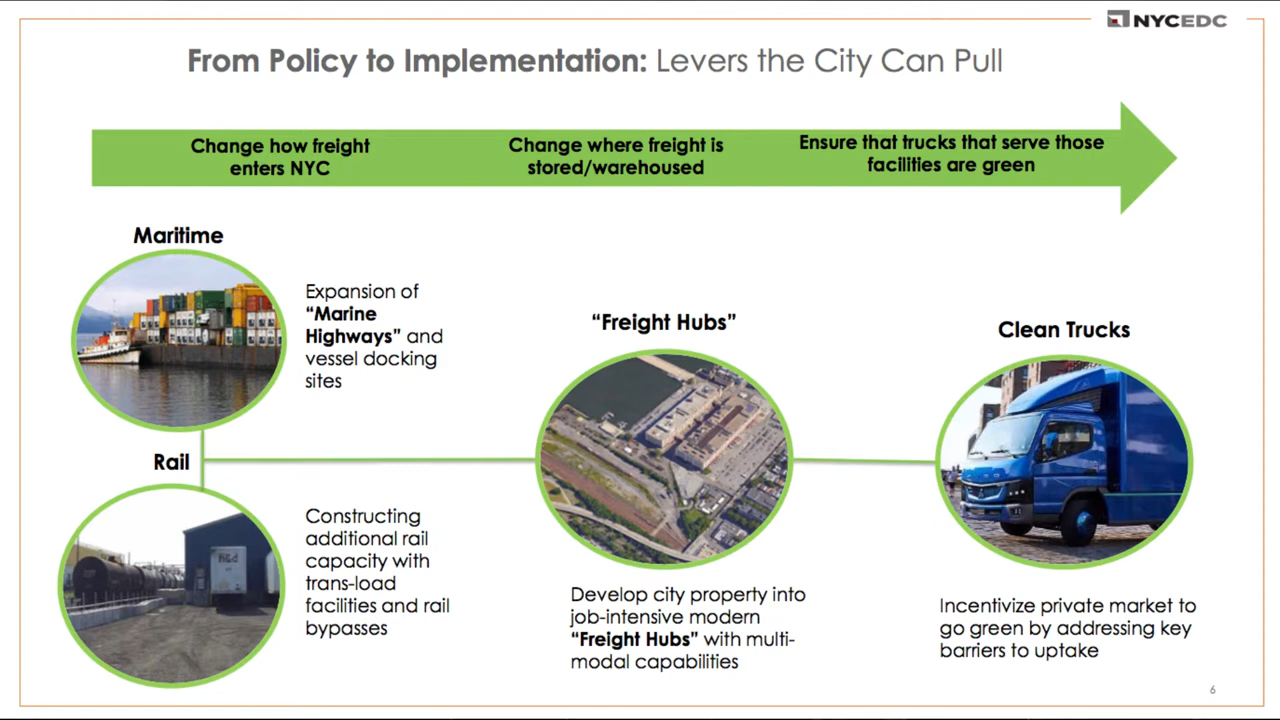 NYCEDC
From Policy to Implementation: Levers the City Can Pull
Change how freight
enters NYC
Change where freight is
stored/warehoused
Ensure that trucks that serve those
facilities are green
Maritime
Expansion of
“Marine
Highways” and
vessel docking
sites
Rail
Constructing
additional rail
capacity with
trans-load
facilities and rail
bypasses
“Freight Hubs”
Develop city property into
job-intensive modern
“Freight Hubs” with multi-
modal capabilities
Clean Trucks
Incentivize private market to
go green by addressing key
barriers to uptake
6